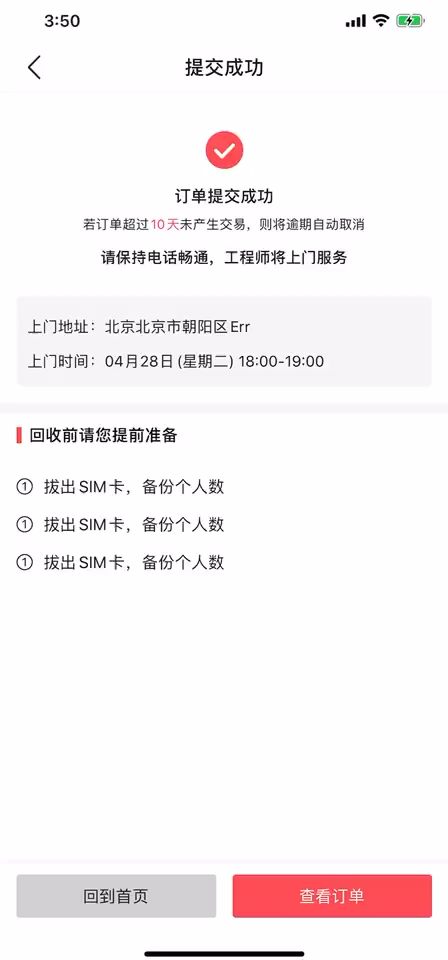 3:50
提交成功
订单提交成功
若订单超过10天未产生交易，则将逾期自动取消
请保持电话畅通，工程师将上门服务
上门地址：北京北京市朝阳区Err
上门时间：04月28日(星期二) 18:00-19:00
回收前请您提前准备
① 拔出SIM卡，备份个人数
① 拔出SIM卡，备份个人数
① 拔出SIM卡，备份个人数
回到首页
查看订单